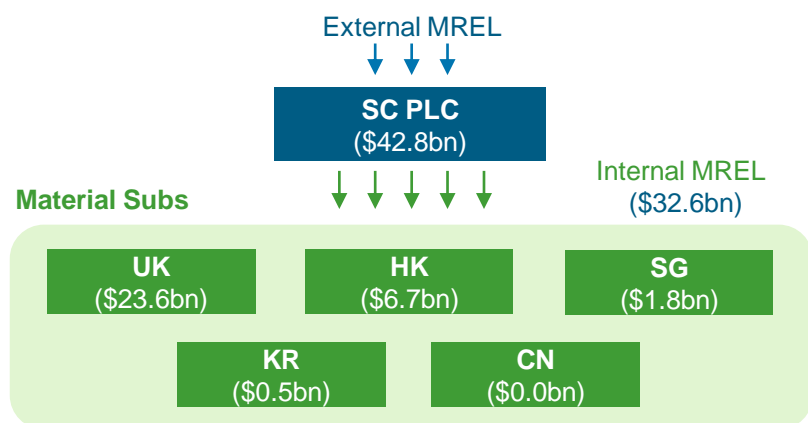 External MREL
SC PLC
($42.8bn)
Internal MREL
($32.6bn)
Material Subs
UK
($23.6bn)
HK
($6.7bn)
SG
($1.8bn)
KR
($0.5bn)
CN
($0.0bn)